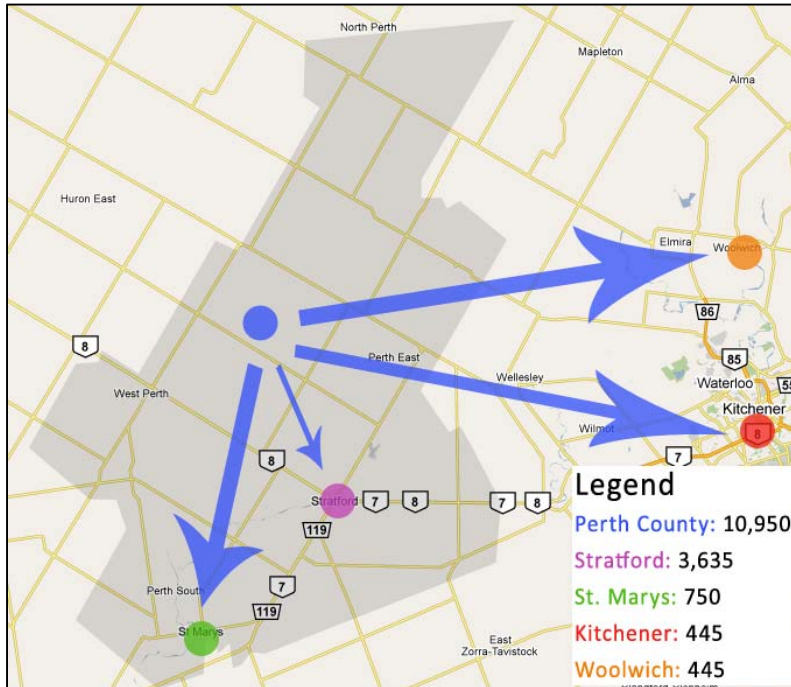 North Perth
Mapleton
Alma
Huron East
Elmira
Woolwich
86
8
Perth East
85
West Perth
Wellesley
Waterloo
55
Kitchener
Wilmot
8
7
8
Stratford
7
8
7
8
119
Perth South
7
119
St Marys
East
Zorra-Tavistock
Legend
Perth County: 10,950
Stratford: 3,635
St. Marys: 750
Kitchener: 445
Woolwich: 445